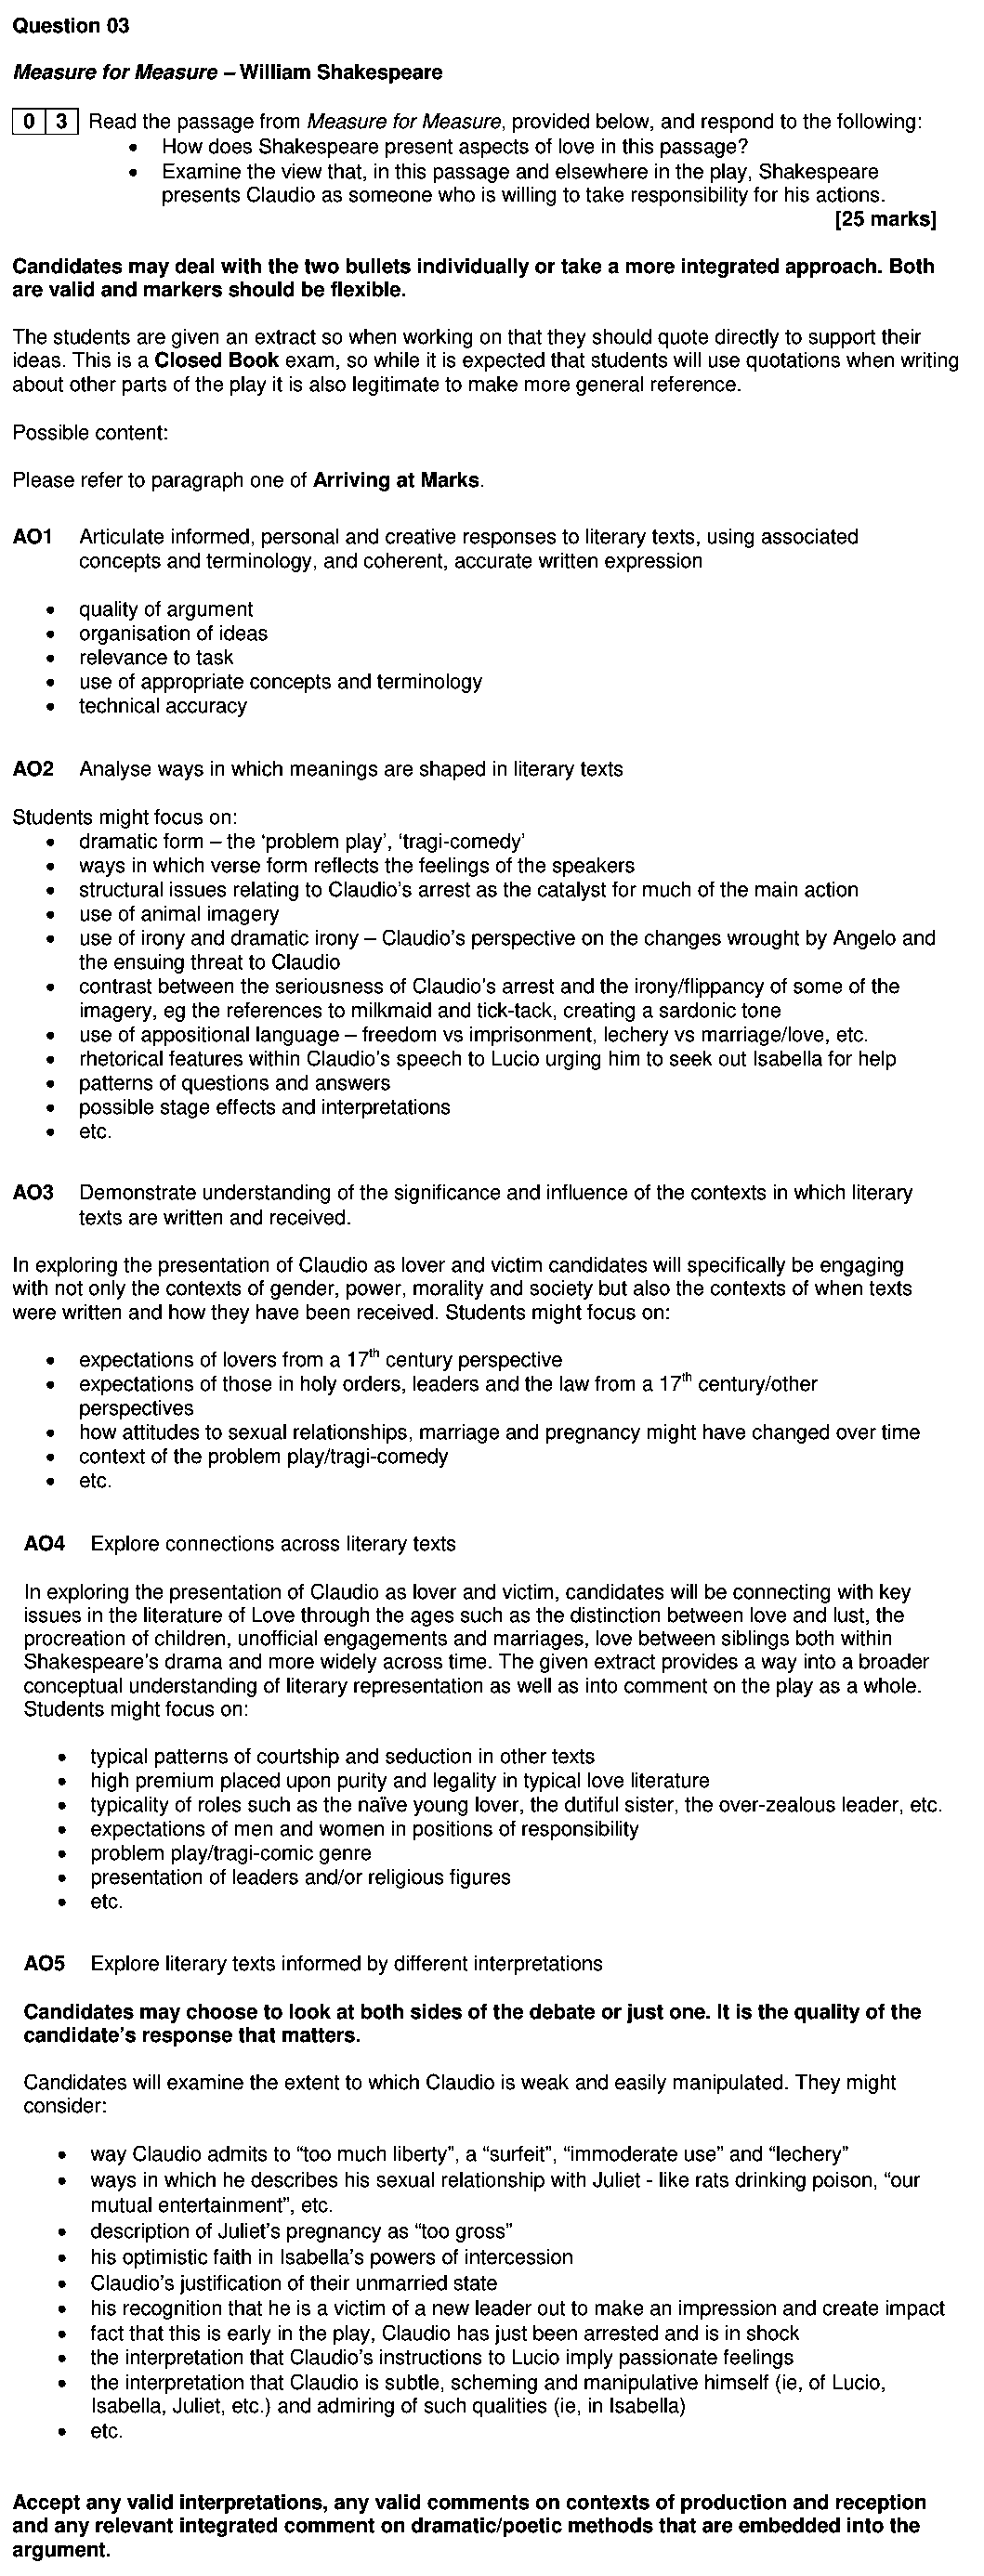 Question 03
Measure for Measure – William Shakespeare
0 3 Read the passage from Measure for Measure, provided below, and respond to the following:
• How does Shakespeare present aspects of love in this passage?
• Examine the view that, in this passage and elsewhere in the play, Shakespeare
presents Claudio as someone who is willing to take responsibility for his actions.
[25 marks]
Candidates may deal with the two bullets individually or take a more integrated approach. Both
are valid and markers should be flexible.
The students are given an extract so when working on that they should quote directly to support their
ideas. This is a Closed Book exam, so while it is expected that students will use quotations when writing
about other parts of the play it is also legitimate to make more general reference.
Possible content:
Please refer to paragraph one of Arriving at Marks.
AO1 Articulate informed, personal and creative responses to literary texts, using associated
concepts and terminology, and coherent, accurate written expression
• quality of argument
• organisation of ideas
• relevance to task
• use of appropriate concepts and terminology
• technical accuracy
AO2 Analyse ways in which meanings are shaped in literary texts
Students might focus on:
• dramatic form – the ‘problem play’, ‘tragi-comedy’
• ways in which verse form reflects the feelings of the speakers
• structural issues relating to Claudio’s arrest as the catalyst for much of the main action
• use of animal imagery
• use of irony and dramatic irony – Claudio’s perspective on the changes wrought by Angelo and
the ensuing threat to Claudio
• contrast between the seriousness of Claudio’s arrest and the irony/flippancy of some of the
imagery, eg the references to milkmaid and tick-tack, creating a sardonic tone
• use of appositional language – freedom vs imprisonment, lechery vs marriage/love, etc.
• rhetorical features within Claudio’s speech to Lucio urging him to seek out Isabella for help
• patterns of questions and answers
• possible stage effects and interpretations
• etc.
AO3 Demonstrate understanding of the significance and influence of the contexts in which literary
texts are written and received.
In exploring the presentation of Claudio as lover and victim candidates will specifically be engaging
with not only the contexts of gender, power, morality and society but also the contexts of when texts
were written and how they have been received. Students might focus on:
• expectations of lovers from a 17th century perspective
• expectations of those in holy orders, leaders and the law from a 17th century/other
perspectives
• how attitudes to sexual relationships, marriage and pregnancy might have changed over time
• context of the problem play/tragi-comedy
• etc.
AO4 Explore connections across literary texts
In exploring the presentation of Claudio as lover and victim, candidates will be connecting with key
issues in the literature of Love through the ages such as the distinction between love and lust, the
procreation of children, unofficial engagements and marriages, love between siblings both within
Shakespeare’s drama and more widely across time. The given extract provides a way into a broader
conceptual understanding of literary representation as well as into comment on the play as a whole.
Students might focus on:
• typical patterns of courtship and seduction in other texts
• high premium placed upon purity and legality in typical love literature
• typicality of roles such as the naïve young lover, the dutiful sister, the over-zealous leader, etc.
• expectations of men and women in positions of responsibility
• problem play/tragi-comic genre
• presentation of leaders and/or religious figures
• etc.
AO5 Explore literary texts informed by different interpretations
Candidates may choose to look at both sides of the debate or just one. It is the quality of the
candidate’s response that matters.
Candidates will examine the extent to which Claudio is weak and easily manipulated. They might
consider:
• way Claudio admits to “too much liberty”, a “surfeit”, “immoderate use” and “lechery”
• ways in which he describes his sexual relationship with Juliet - like rats drinking poison, “our
mutual entertainment”, etc.
• description of Juliet’s pregnancy as “too gross”
• his optimistic faith in Isabella’s powers of intercession
• Claudio’s justification of their unmarried state
• his recognition that he is a victim of a new leader out to make an impression and create impact
• fact that this is early in the play, Claudio has just been arrested and is in shock
• the interpretation that Claudio’s instructions to Lucio imply passionate feelings
• the interpretation that Claudio is subtle, scheming and manipulative himself (ie, of Lucio,
Isabella, Juliet, etc.) and admiring of such qualities (ie, in Isabella)
• etc.
Accept any valid interpretations, any valid comments on contexts of production and reception
and any relevant integrated comment on dramatic/poetic methods that are embedded into the
argument.